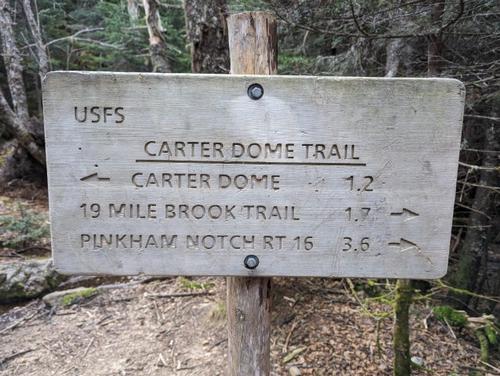 USFS
CARTER DOME TRAIL
← CARTER DOME 1.2
19 MILE BROOK TRAIL 1.7 →
PINKHAM NOTCH RT 16 3.6 →